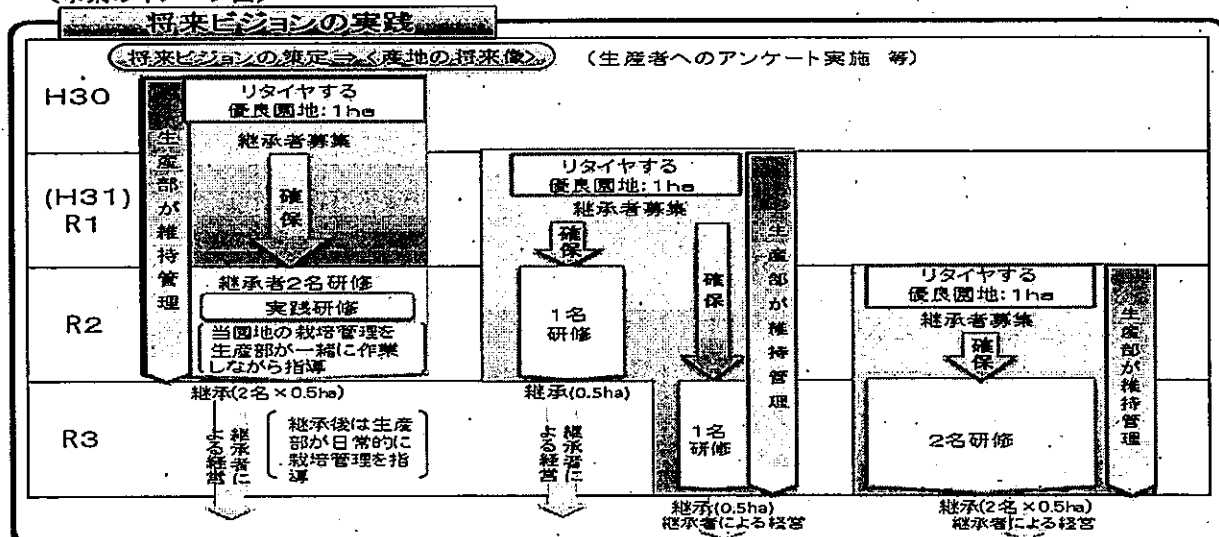 将来ビジョンの実践
将来ビジョンの策定⇒<産地の将来像>
(生産者へのアンケート実施 等)
H30
(H31)
R1
R2
R3
生産部が維持管理
リタイヤする
優良園地:1ha
継承者募集
確保
継承者2名研修
実践研修
当園地の栽培管理を
生産部が一緒に作業
しながら指導
継承(2名×0.5ha)
継承者に
よる経営
継承後は生産
部が日常的に
栽培管理を指
導
リタイヤする
優良園地:1ha
継承者募集
確保
1名
研修
継承(0.5ha)
継承者に
よる経営
確保
1名
研修
継承(0.5ha)
継承者による経営
生産部が維持管理
リタイヤする
優良園地:1ha
継承者募集
確保
2名研修
継承(2名×0.5ha)
継承者による経営
生産部が維持管理